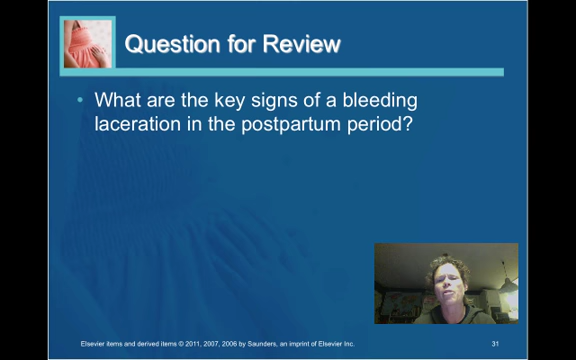 Question for Review
• What are the key signs of a bleeding
laceration in the postpartum period?
Elsevier items and derived items © 2011, 2007, 2006 by Saunders, an imprint of Elsevier Inc.
31